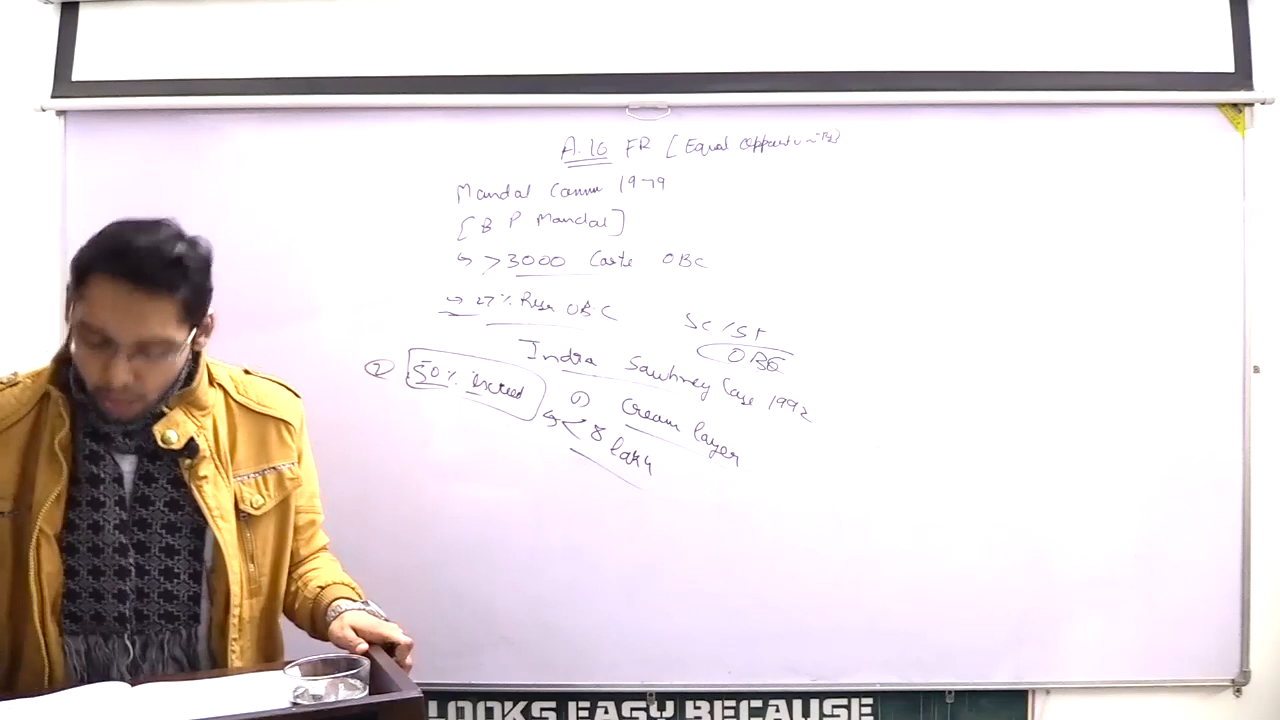 A.16 FR [Equal Opportunity]
Mandal Comm 1979
[B P Mandal]
↳ >3000 Caste OBC
→ 27% Resr OBC
SC/ST
OBC
Indra Sawhney Case 1992
② 50% exceed
① Cream layer
↳ < 8 lakh
LOOKS EASY BECAUSE